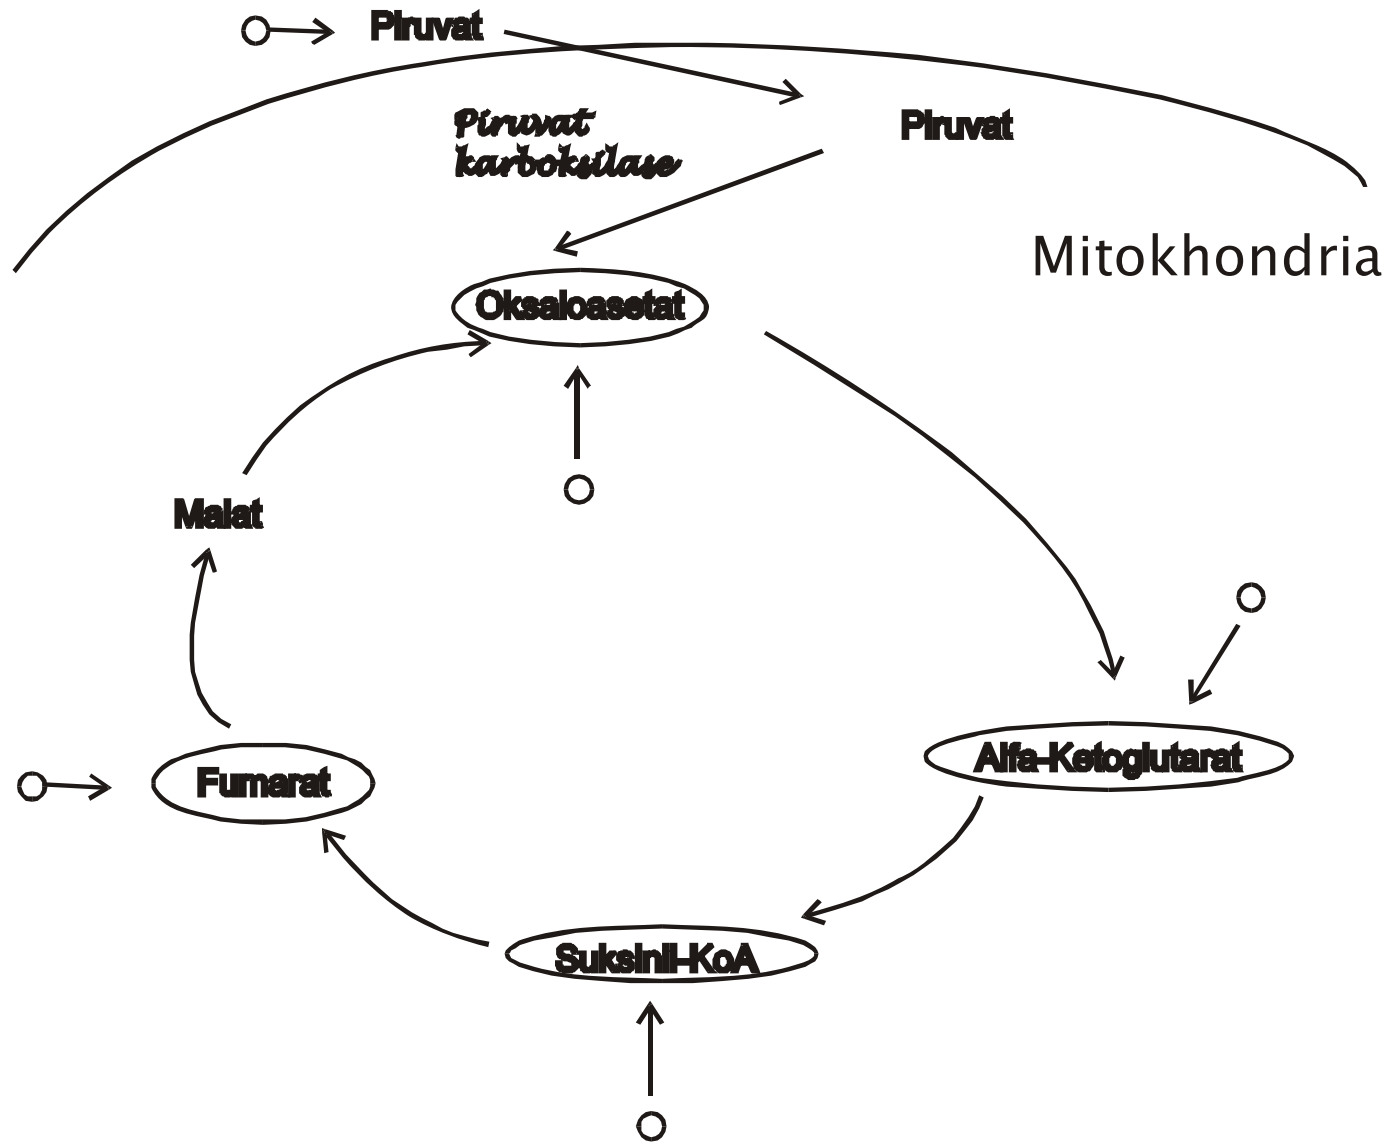 Piruvat
Piruvat
Piruvat
karboksilase
Mitokhondria
Oksaloasetat
Malat
Alfa-Ketoglutarat
Fumarat
Suksinil-KoA